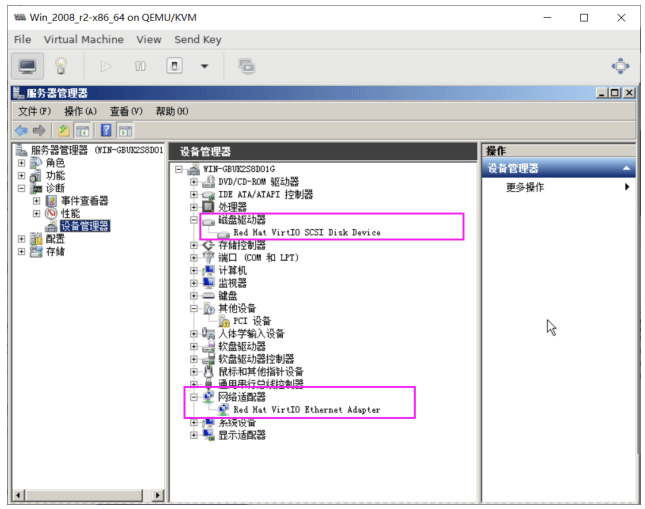 Win_2008_r2-x86_64 on QEMU/KVM
File Virtual Machine View Send Key
服务器管理器
文件(F) 操作(A) 查看(V) 帮助(H)
服务器管理器 (WIN-GBUK2S8D01
角色
功能
诊断
事件查看器
性能
设备管理器
配置
存储
设备管理器
WIN-GBUK2S8D01G
DVD/CD-ROM 驱动器
IDE ATA/ATAPI 控制器
处理器
磁盘驱动器
Red Hat VirtIO SCSI Disk Device
存储控制器
端口 (COM 和 LPT)
计算机
监视器
键盘
其他设备
PCI 设备
人体学输入设备
软盘驱动器
软盘驱动器控制器
鼠标和其他指针设备
通用串行总线控制器
网络适配器
Red Hat VirtIO Ethernet Adapter
系统设备
显示适配器
操作
设备管理器
更多操作